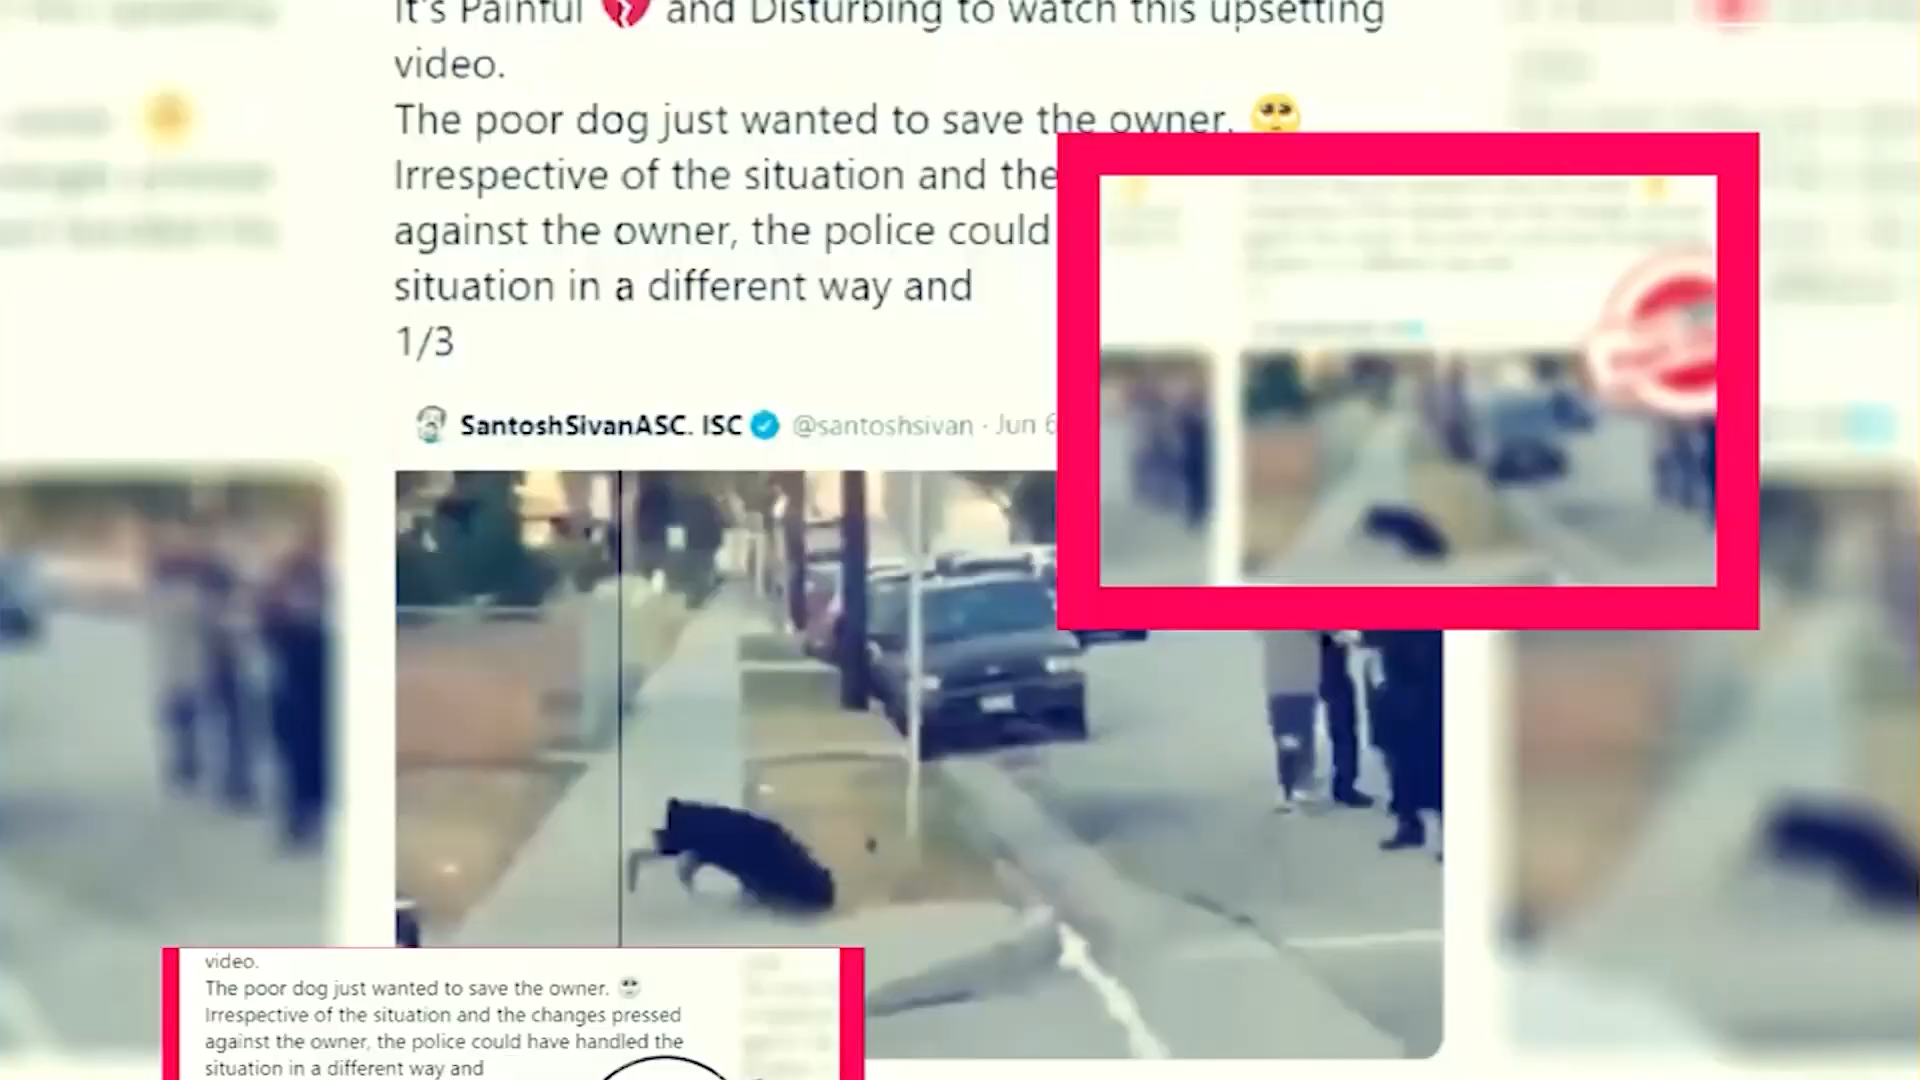 It's Painful 💔 and Disturbing to watch this upsetting
video.
The poor dog just wanted to save the owner. 🥺
Irrespective of the situation and the
against the owner, the police could
situation in a different way and
1/3
SantoshSivanASC. ISC @santoshsivan · Jun 6
video.
The poor dog just wanted to save the owner. 🥺
Irrespective of the situation and the changes pressed
against the owner, the police could have handled the
situation in a different way and